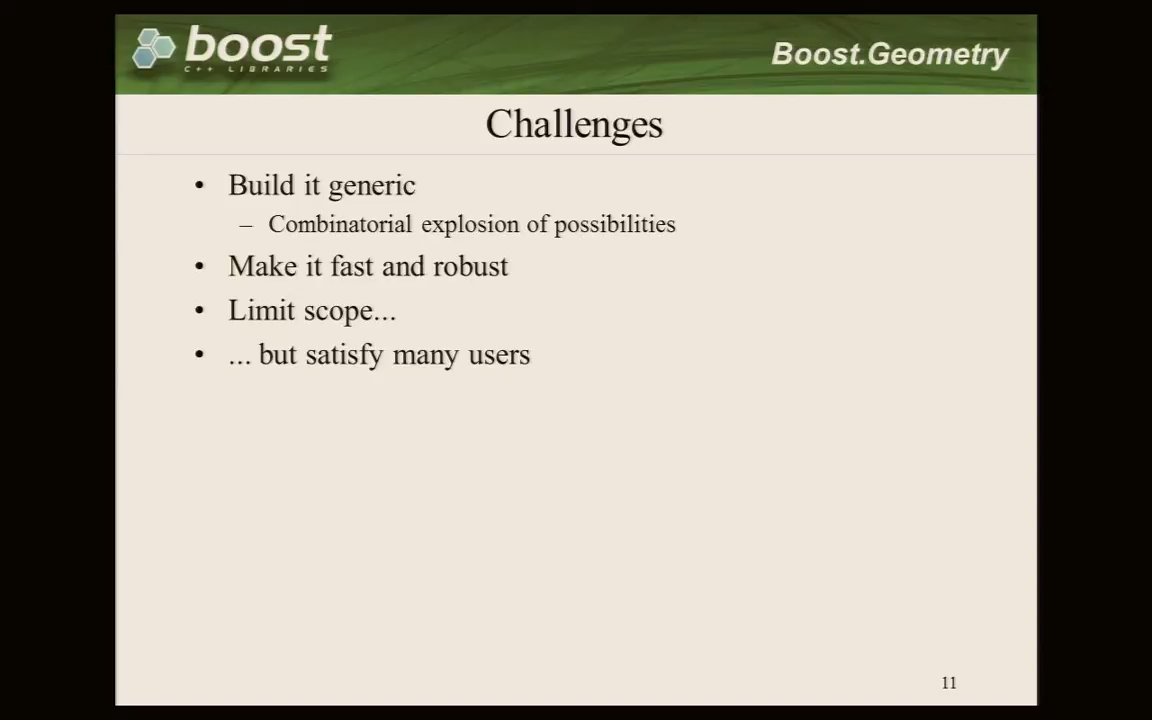 boost
C++ LIBRARIES
Boost.Geometry
Challenges
• Build it generic
– Combinatorial explosion of possibilities
• Make it fast and robust
• Limit scope...
• ... but satisfy many users
11